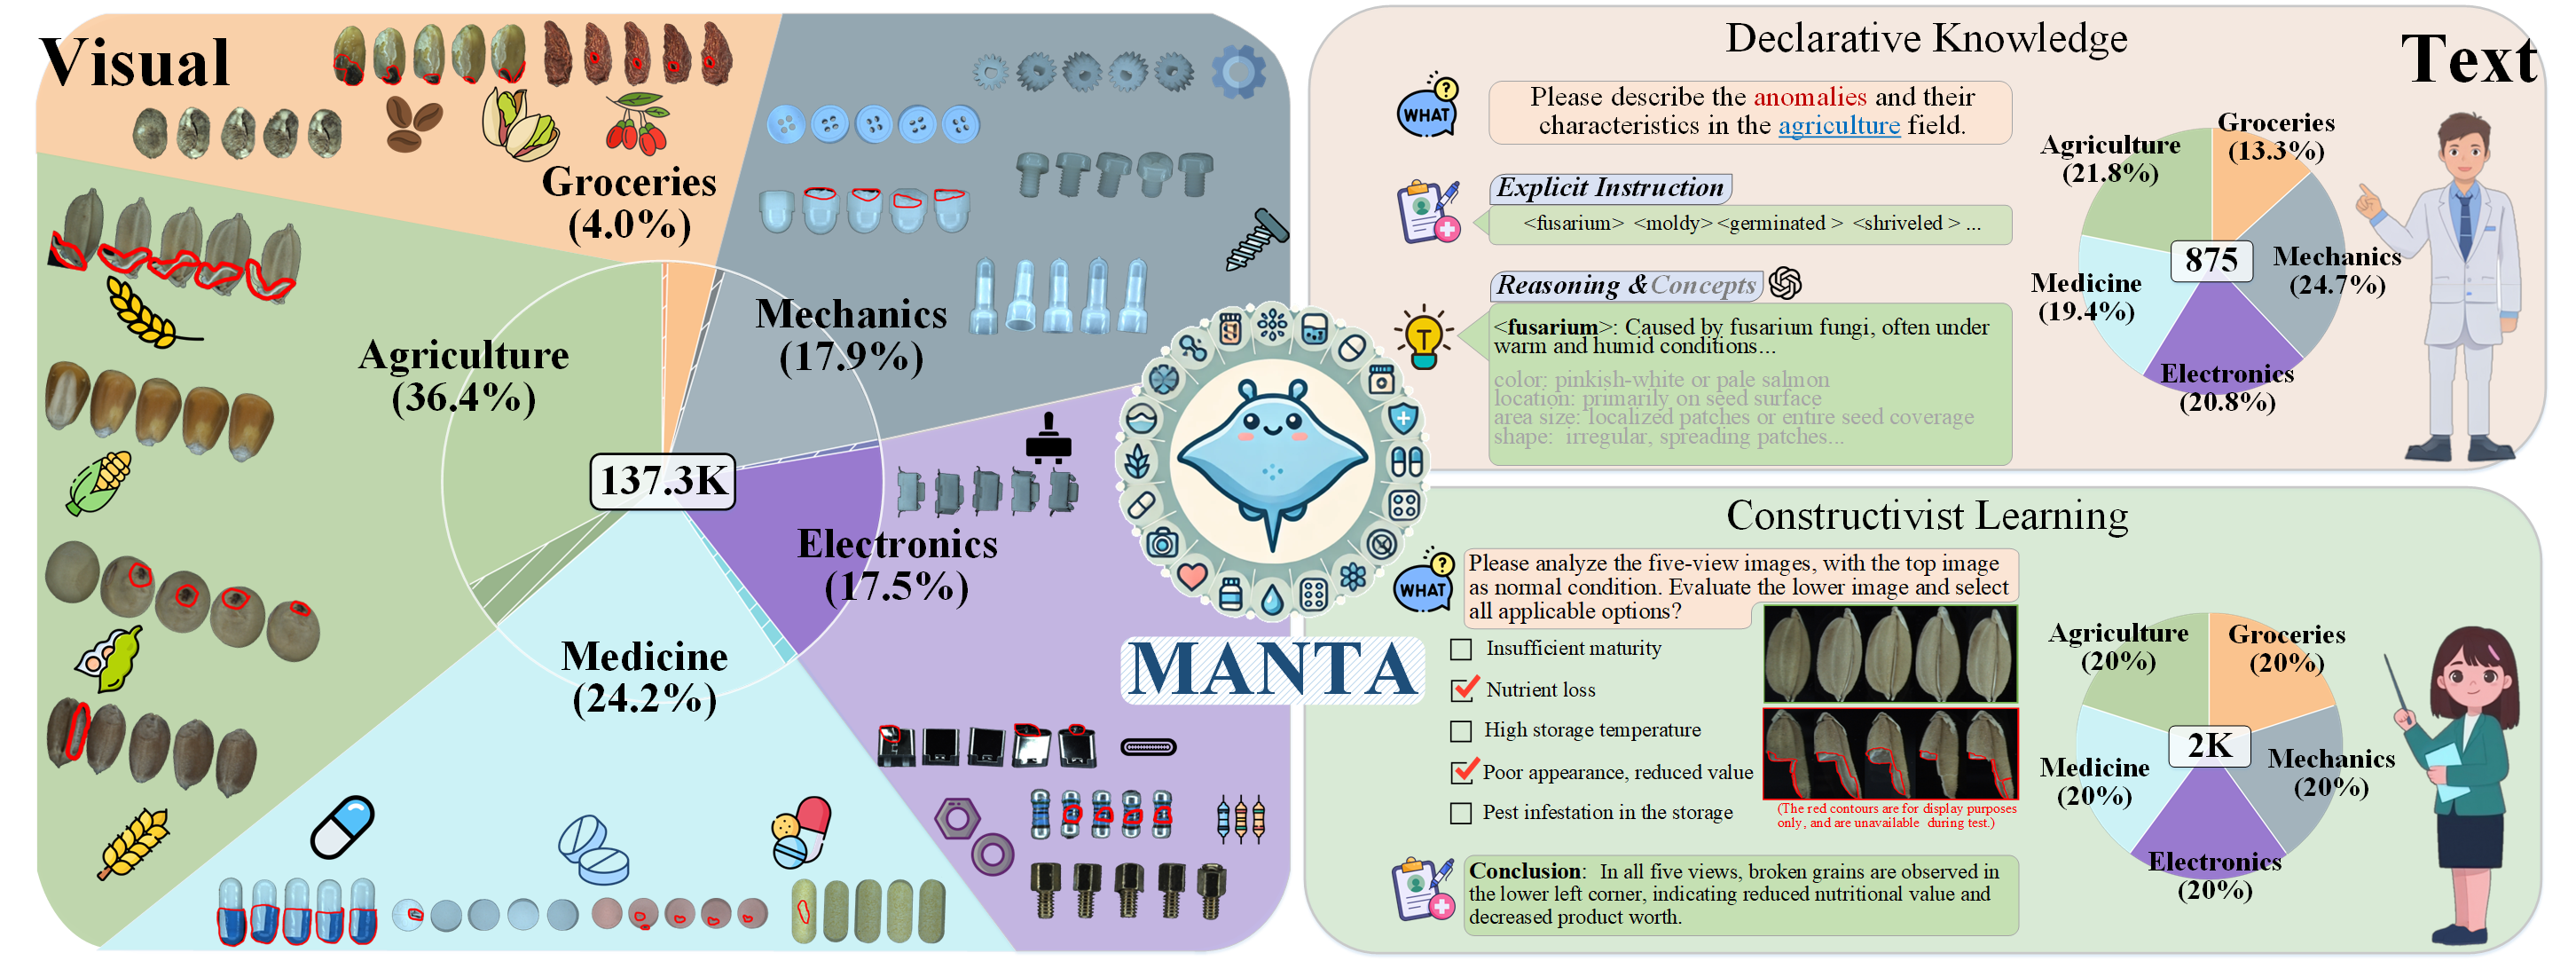 Visual
Groceries
(4.0%)
Mechanics
(17.9%)
Agriculture
(36.4%)
137.3K
Electronics
(17.5%)
Medicine
(24.2%)
MANTA
Text
Declarative Knowledge
WHAT
?
Please describe the anomalies and their
characteristics in the agriculture field.
Explicit Instruction
<fusarium> <moldy> <germinated > <shriveled > ...
Reasoning &Concepts
T
<fusarium>: Caused by fusarium fungi, often under
warm and humid conditions...
color: pinkish-white or pale salmon
location: primarily on seed surface
area size: localized patches or entire seed coverage
shape: irregular, spreading patches...
Agriculture
(21.8%)
Groceries
(13.3%)
875
Mechanics
(24.7%)
Medicine
(19.4%)
Electronics
(20.8%)
Constructivist Learning
WHAT
?
Please analyze the five-view images, with the top image
as normal condition. Evaluate the lower image and select
all applicable options?
Insufficient maturity
Nutrient loss
High storage temperature
Poor appearance, reduced value
Pest infestation in the storage
(The red contours are for display purposes
only, and are unavailable during test.)
Conclusion: In all five views, broken grains are observed in
the lower left corner, indicating reduced nutritional value and
decreased product worth.
Agriculture
(20%)
Groceries
(20%)
2K
Mechanics
(20%)
Medicine
(20%)
Electronics
(20%)